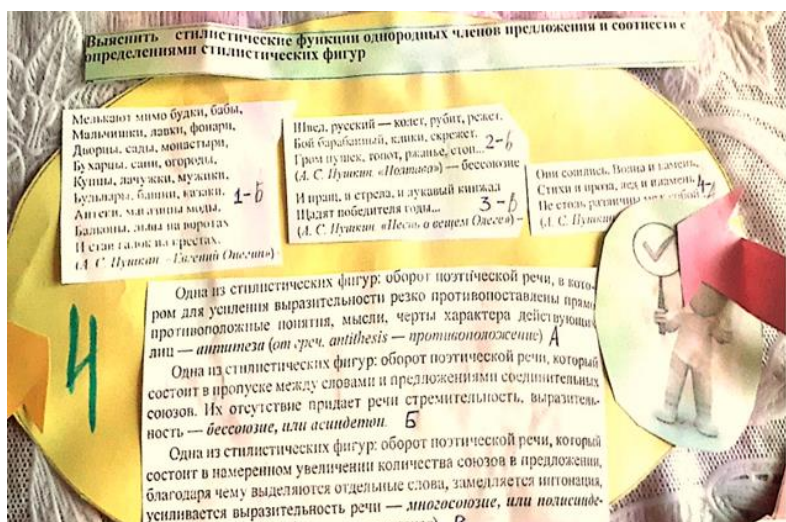 Выяснить стилистические функции однородных членов предложения и соотнести с
определениями стилистических фигур
Мелькают мимо будки, бабы,
Мальчишки, лавки, фонари,
Дворцы, сады, монастыри,
Бухарцы, сани, огороды,
Купцы, лачужки, мужики,
Бульвары, башни, казаки,
Аптеки, магазины моды,
Балконы, львы на воротах
И стаи галок на крестах.
(А. С. Пушкин. «Евгений Онегин») –
1-б
Швед, русский — колет, рубит, режет.
Бой барабанный, клики, скрежет,
Гром пушек, топот, ржанье, стон...
(А. С. Пушкин. «Полтава») — бессоюзие
2-б
И пращ, и стрела, и лукавый кинжал
Щадят победителя годы...
(А. С. Пушкин. «Песнь о вещем Олеге») –
3-в
Они сошлись. Волна и камень,
Стихи и проза, лед и пламень
Не столь различны меж собой
(А. С. Пушкин
4-
4
Одна из стилистических фигур: оборот поэтической речи, в кото-
ром для усиления выразительности резко противопоставлены прямо
противоположные понятия, мысли, черты характера действующих
лиц — антитеза (от греч. antithesis — противоположение) А
Одна из стилистических фигур: оборот поэтической речи, который
состоит в пропуске между словами и предложениями соединительных
союзов. Их отсутствие придает речи стремительность, выразитель-
ность — бессоюзие, или асиндетон. Б
Одна из стилистических фигур: оборот поэтической речи, который
состоит в намеренном увеличении количества союзов в предложении,
благодаря чему выделяются отдельные слова, замедляется интонация,
усиливается выразительность речи — многосоюзие, или полисинде-